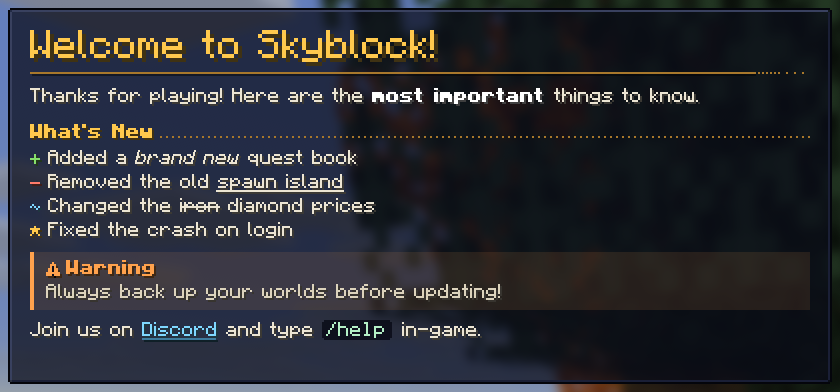 Welcome to Skyblock!
Thanks for playing! Here are the most important things to know.
What's New
+ Added a brand new quest book
- Removed the old spawn island
~ Changed the iron diamond prices
★ Fixed the crash on login
⚠ Warning
Always back up your worlds before updating!
Join us on Discord and type /help in-game.